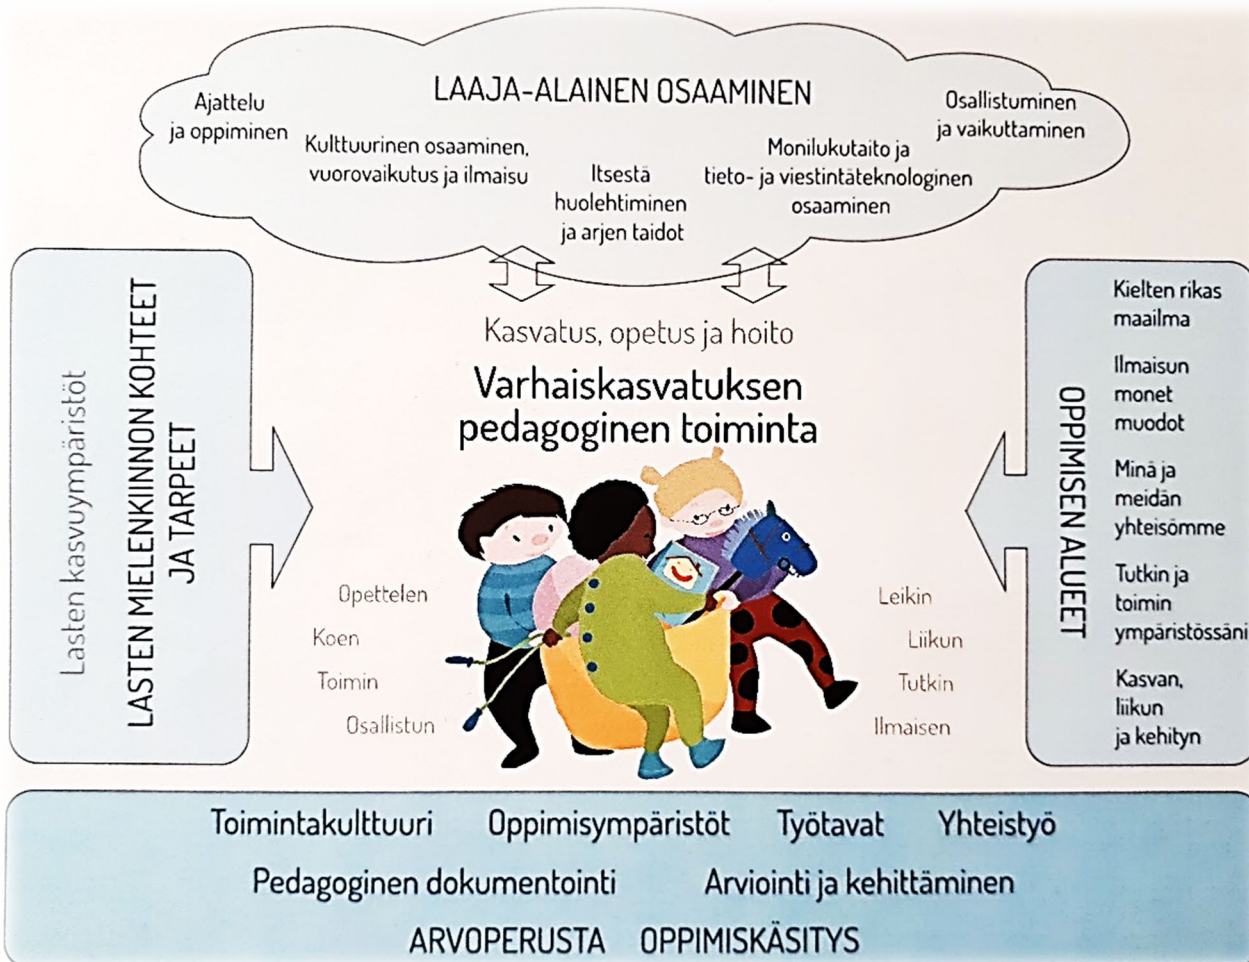 LAAJA-ALAINEN OSAAMINEN
Ajattelu
ja oppiminen
Kulttuurinen osaaminen,
vuorovaikutus ja ilmaisu
Itsestä
huolehtiminen
ja arjen taidot
Monilukutaito ja
tieto- ja viestintäteknologinen
osaaminen
Osallistuminen
ja vaikuttaminen
Lasten kasvuympäristöt
LASTEN MIELENKIINNON KOHTEET
JA TARPEET
Kasvatus, opetus ja hoito
Varhaiskasvatuksen
pedagoginen toiminta
Opettelen
Koen
Toimin
Osallistun
Leikin
Liikun
Tutkin
Ilmaisen
OPPIMISEN ALUEET
Kielten rikas
maailma
Ilmaisun
monet
muodot
Minä ja
meidän
yhteisömme
Tutkin ja
toimin
ympäristössäni
Kasvan,
liikun
ja kehityn
Toimintakulttuuri Oppimisympäristöt Työtavat Yhteistyö
Pedagoginen dokumentointi Arviointi ja kehittäminen
ARVOPERUSTA OPPIMISKÄSITYS